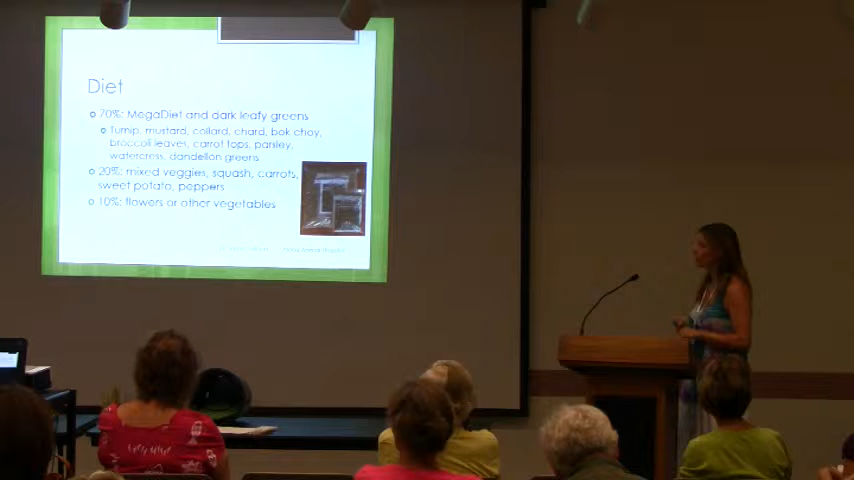 Diet
70%: MegaDiet and dark leafy greens
Turnip, mustard, collard, chard, bok choy,
broccoli leaves, carrot tops, parsley,
watercress, dandelion greens
20%: mixed veggies, squash, carrots,
sweet potato, peppers
10%: flowers or other vegetables